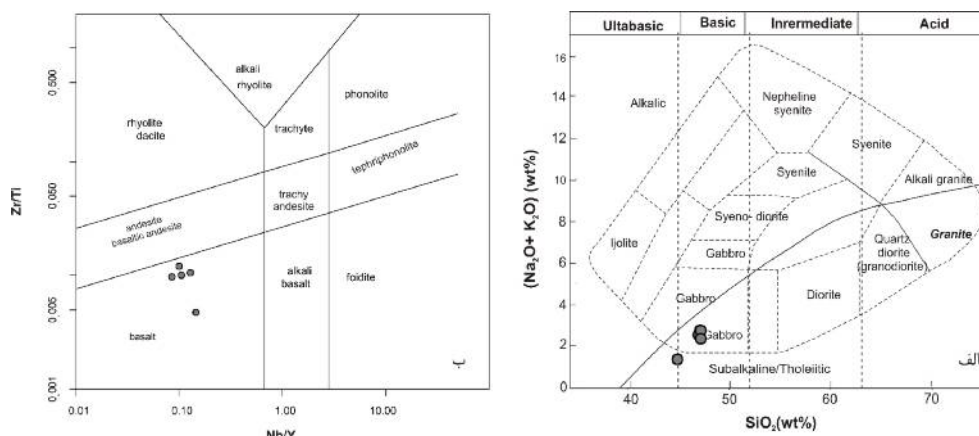 alkali
rhyolite
rhyolite
dacite
phonolite
trachyte
tephriphonolite
trachy
andesite
andesite
basaltic andesite
alkali
basalt
foidite
basalt
ب-
Zr/Ti
0.500
0.050
0.005
0.001
0.01
0.10
1.00
10.00
Nb/Y
Ultabasic
Basic
Inrermediate
Acid
Alkalic
Nepheline
syenite
Syenite
Syenite
Alkali granite
Syeno- diorite
Ijolite
Gabbro
Quartz
diorite
(granodiorite)
Granite
Gabbro
Diorite
Gabbro
Subalkaline/Tholeiitic
الف
(Na2O+ K2O) (wt%)
16
14
12
10
8
6
4
2
0
40
50
60
70
SiO2(wt%)